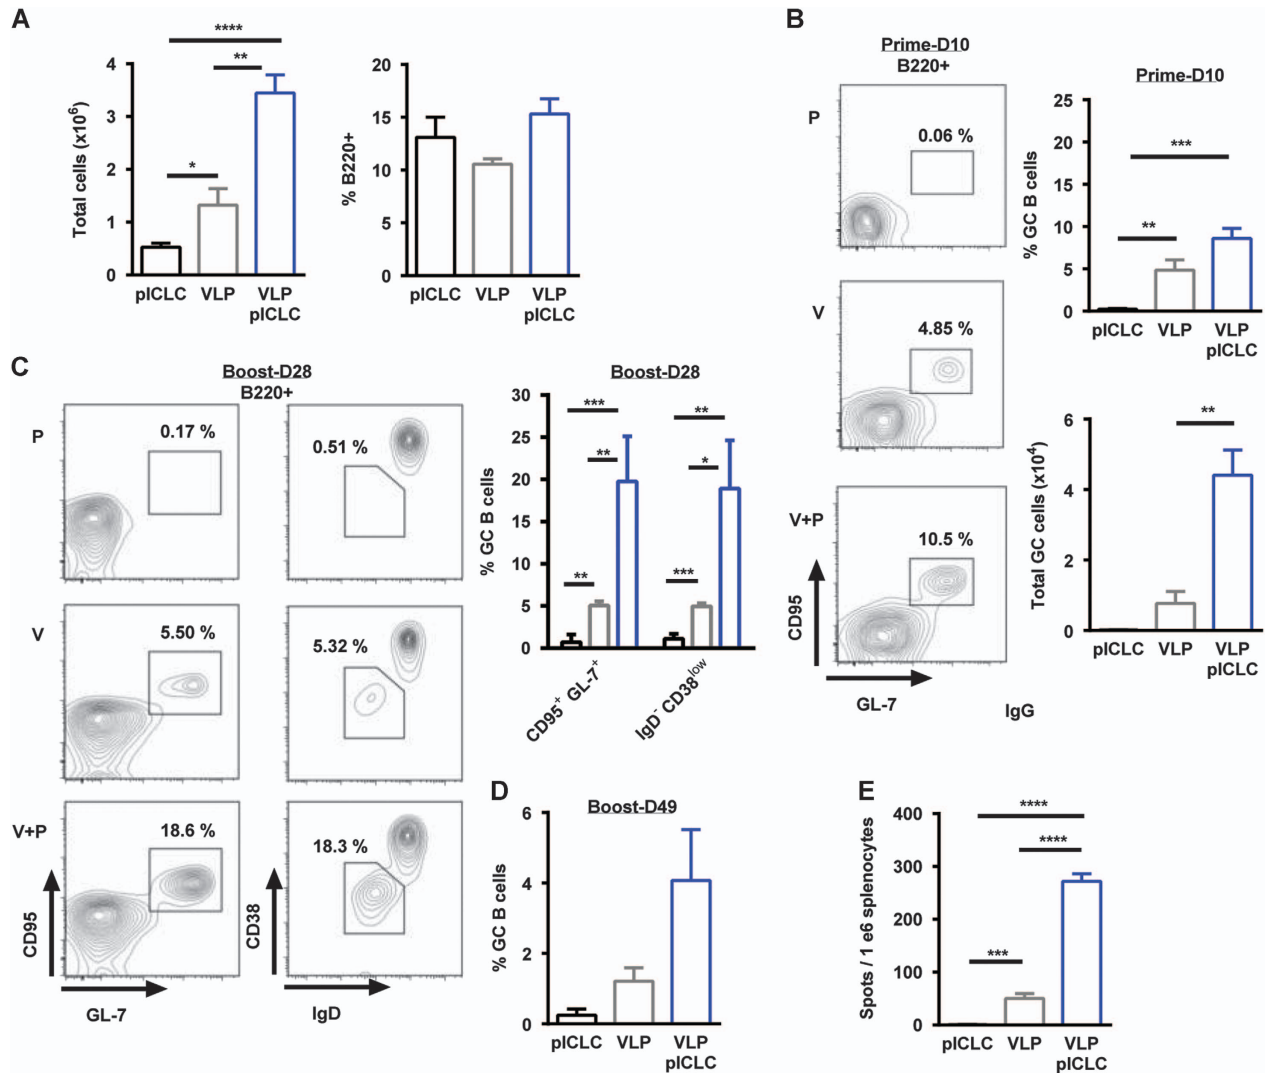 A
****
**
*
Total cells (x10⁶)
4
3
2
1
0
pICLC
VLP
VLP
pICLC
% B220+
20
15
10
5
0
pICLC
VLP
VLP
pICLC
B
Prime-D10
B220+
P
0.06 %
V
4.85 %
V+P
10.5 %
CD95
GL-7
Prime-D10
% GC B cells
25
20
15
10
5
0
***
**
pICLC
VLP
VLP
pICLC
Total GC cells (x10⁴)
6
4
2
0
**
pICLC
VLP
VLP
pICLC
IgG
C
Boost-D28
B220+
P
0.17 %
0.51 %
V
5.50 %
5.32 %
V+P
18.6 %
18.3 %
CD95
GL-7
CD38
IgD
Boost-D28
% GC B cells
30
25
20
15
10
5
0
***
**
**
**
*
***
CD95⁺ GL-7⁺
IgD⁻ CD38ˡᵒʷ
D
Boost-D49
% GC B cells
6
4
2
0
pICLC
VLP
VLP
pICLC
E
Spots / 1 e6 splenocytes
400
300
200
100
0
****
****
***
pICLC
VLP
VLP
pICLC